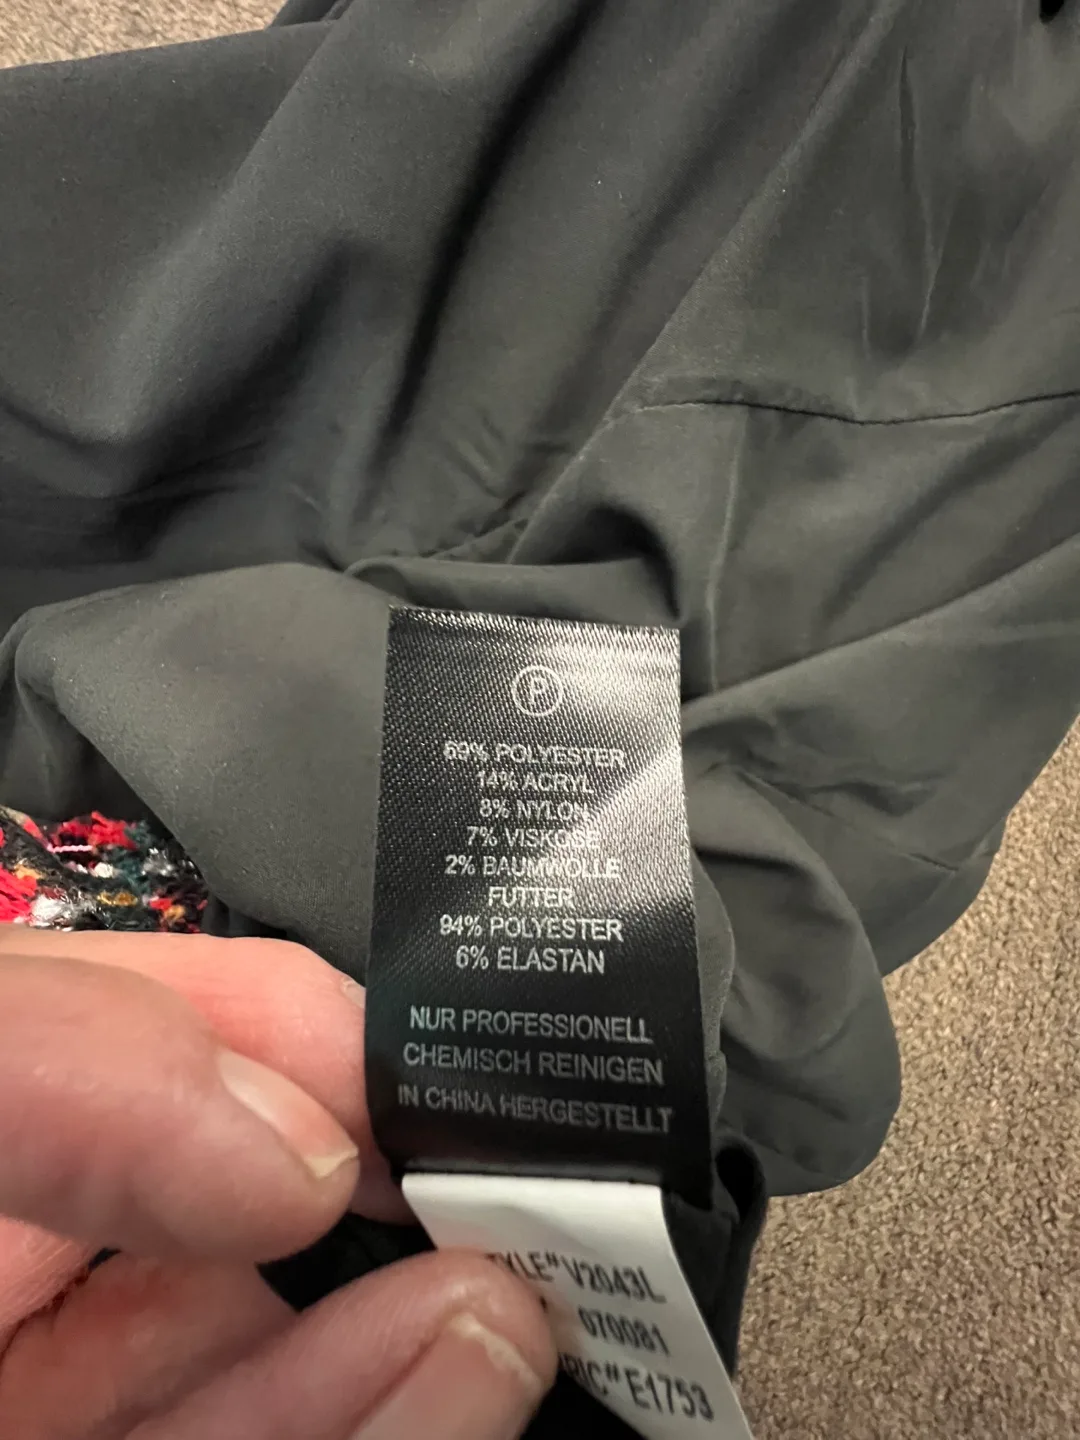 P
69% POLYESTER
14% ACRYL
8% NYLON
7% VISKOSE
2% BAUMWOLLE
FUTTER
94% POLYESTER
6% ELASTAN
NUR PROFESSIONELL
CHEMISCH REINIGEN
IN CHINA HERGESTELLT
V2043L
070081
E1753